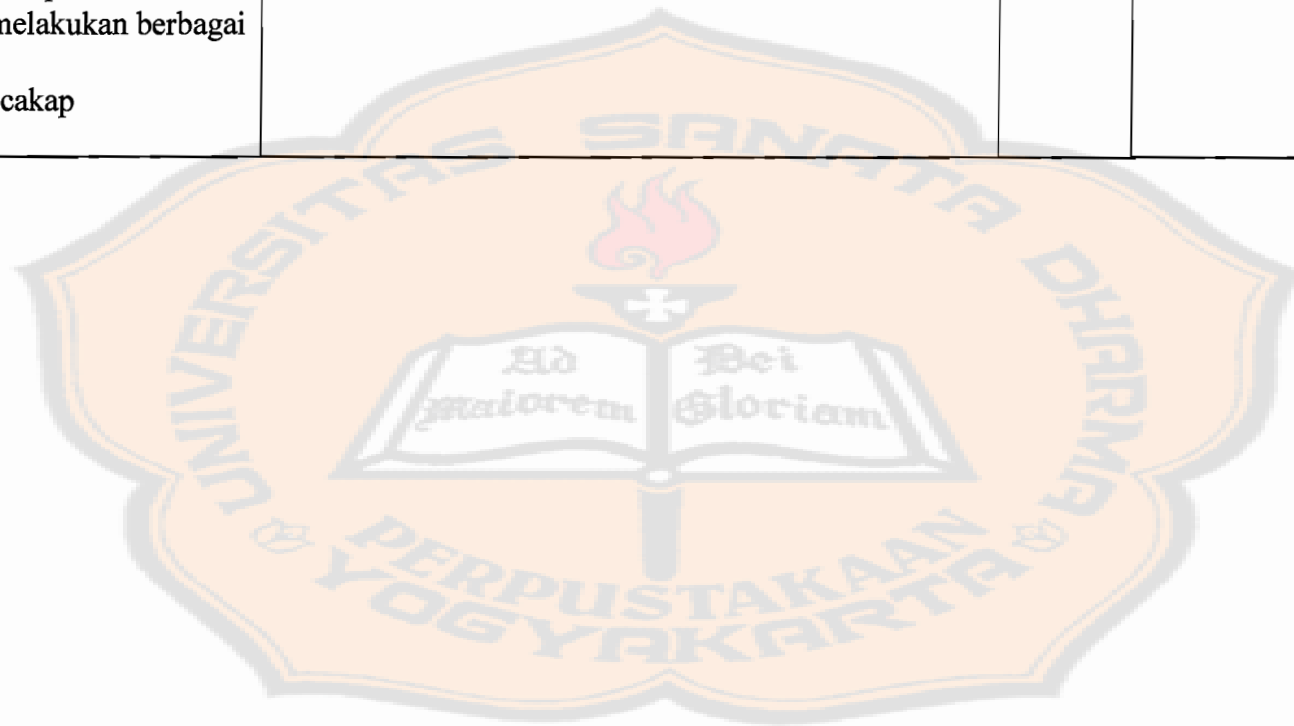 melakukan berbagai
cakap
UNIVERSITAS SANATA DHARMA
Ad Dei
maiorem Gloriam
PERPUSTAKAAN
YOGYAKARTA